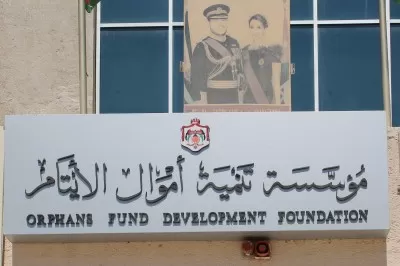 مؤسسة تنمية أموال الأيتام
ORPHANS FUND DEVELOPMENT FOUNDATION